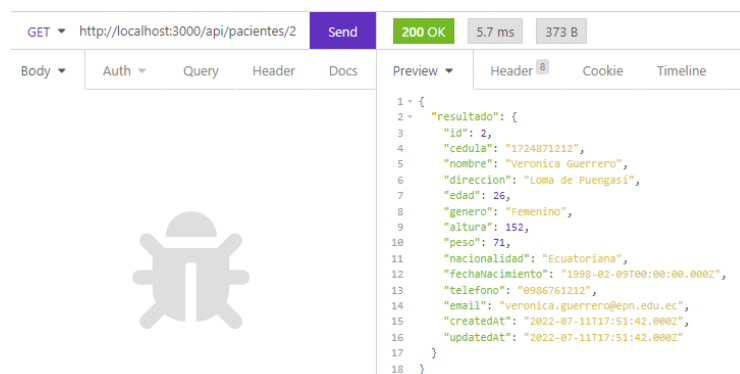 GET http://localhost:3000/api/pacientes/2 Send 200 OK 5.7 ms 373 B
Body Auth Query Header Docs Preview Header 8 Cookie Timeline
1 {
2 "resultado": {
3 "id": 2,
4 "cedula": "1724871212",
5 "nombre": "Veronica Guerrero",
6 "direccion": "Loma de Puengasí",
7 "edad": 26,
8 "genero": "Femenino",
9 "altura": 152,
10 "peso": 71,
11 "nacionalidad": "Ecuatoriana",
12 "fechaNacimiento": "1998-02-09T00:00:00.000Z",
13 "telefono": "0986761212",
14 "email": "veronica.guerrero@epn.edu.ec",
15 "createdAt": "2022-07-11T17:51:42.000Z",
16 "updatedAt": "2022-07-11T17:51:42.000Z"
17 }
18 }